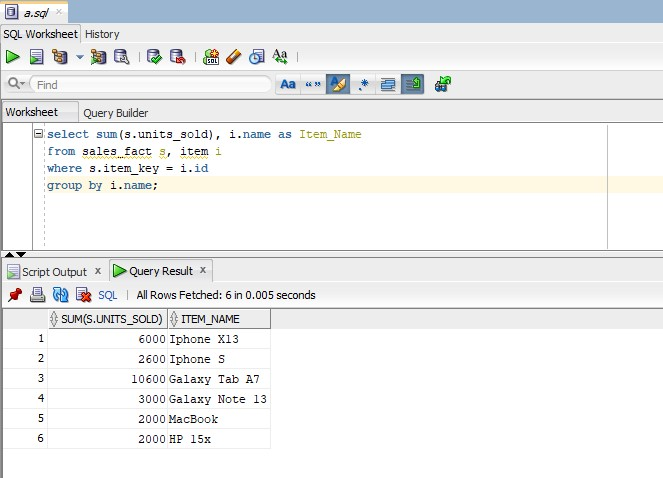 a.sql ×
SQL Worksheet History
SQL Aa
Find Aa “” .*
Worksheet Query Builder
select sum(s.units_sold), i.name as Item_Name
from sales_fact s, item i
where s.item_key = i.id
group by i.name;
Script Output x Query Result x
SQL | All Rows Fetched: 6 in 0.005 seconds
SUM(S.UNITS_SOLD) ITEM_NAME
1 6000 Iphone X13
2 2600 Iphone S
3 10600 Galaxy Tab A7
4 3000 Galaxy Note 13
5 2000 MacBook
6 2000 HP 15x